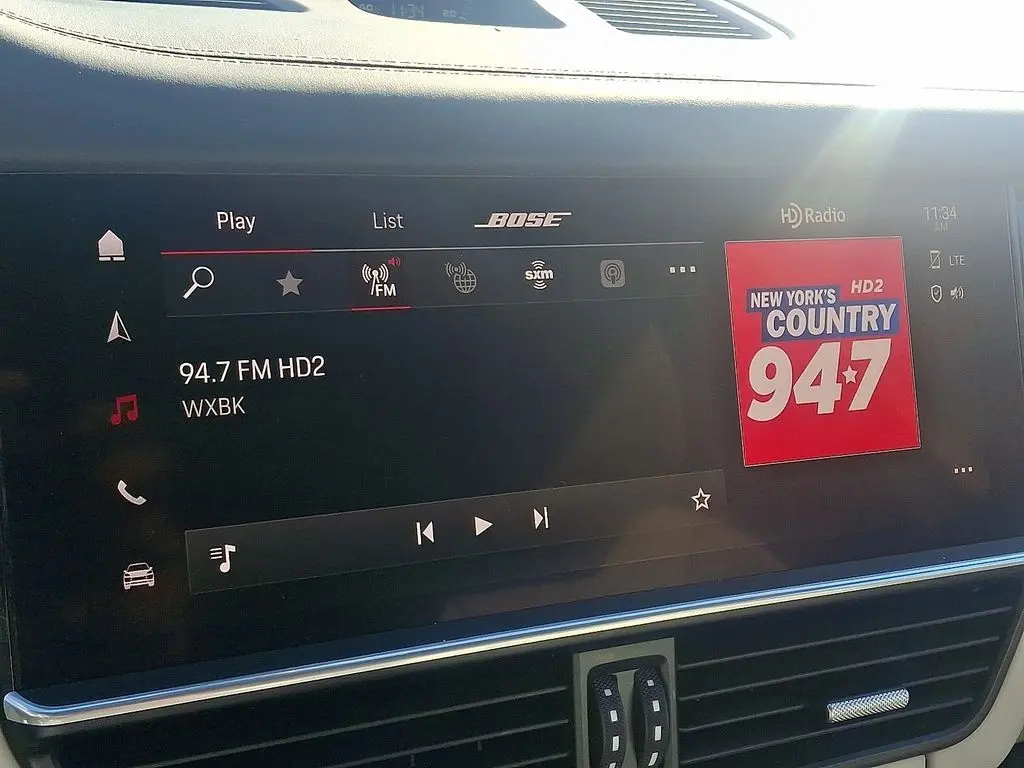 Play
List
BOSE
HD Radio
11:34
AM
LTE
FM
sxm
94.7 FM HD2
WXBK
HD2
NEW YORK'S
COUNTRY
94.7